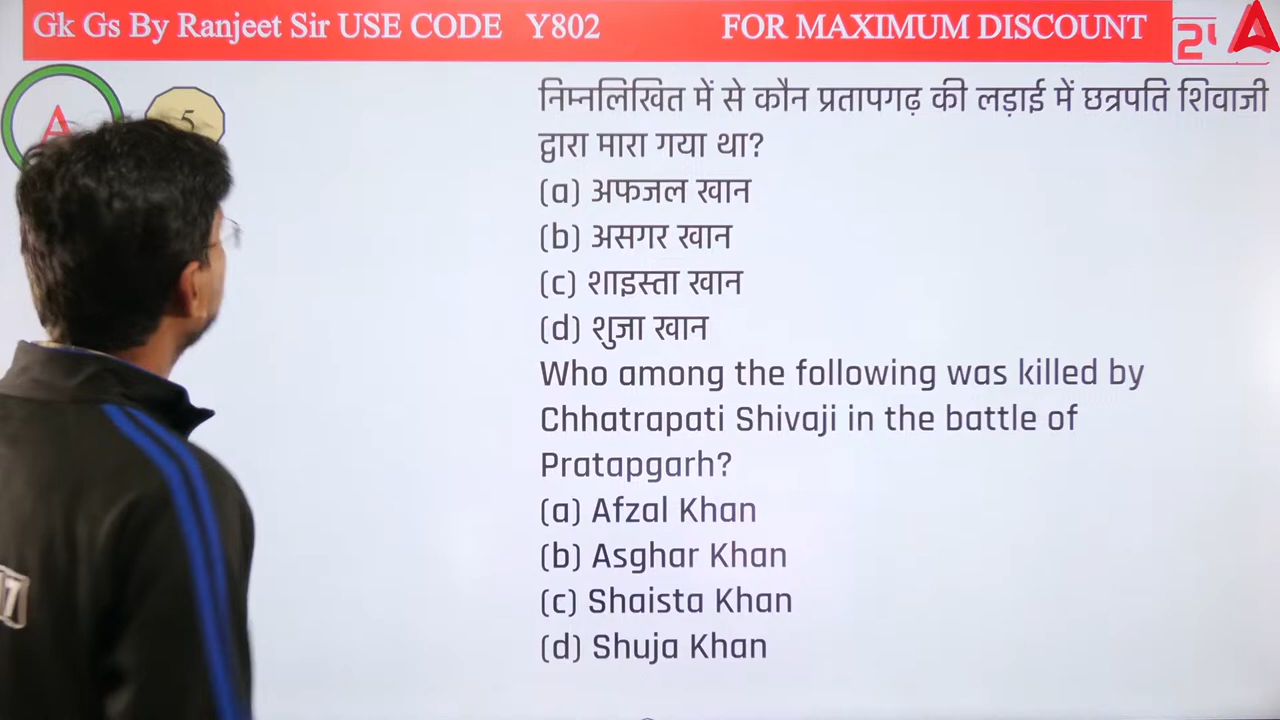 Gk Gs By Ranjeet Sir USE CODE Y802 FOR MAXIMUM DISCOUNT
A
5
निम्नलिखित में से कौन प्रतापगढ़ की लड़ाई में छत्रपति शिवाजी
द्वारा मारा गया था?
(a) अफजल खान
(b) असगर खान
(c) शाइस्ता खान
(d) शुजा खान
Who among the following was killed by
Chhatrapati Shivaji in the battle of
Pratapgarh?
(a) Afzal Khan
(b) Asghar Khan
(c) Shaista Khan
(d) Shuja Khan
7